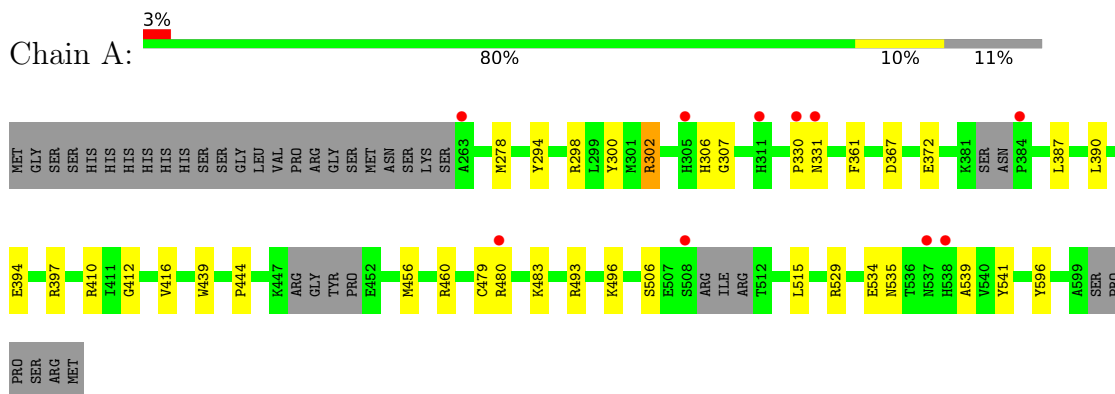 3%
Chain A:
80% 10% 11%
MET GLY SER SER HIS HIS HIS HIS HIS HIS SER SER GLY LEU VAL PRO ARG GLY SER MET ASN SER LYS SER A263 M278 Y294 R298 L299 Y300 M301 R302 H305 H306 G307 H311 P330 N331 F361 D367 E372 K381 SER ASN P384 L387 L390
E394 R397 R410 I411 G412 V416 W439 P444 K447 ARG GLY TYR PRO E452 M456 R460 C479 R480 K483 R493 K496 S506 E507 S508 ARG ILE ARG T512 L515 R529 E534 N535 T536 N537 H538 A539 V540 Y541 Y596 A599 SER PRO
PRO SER ARG MET